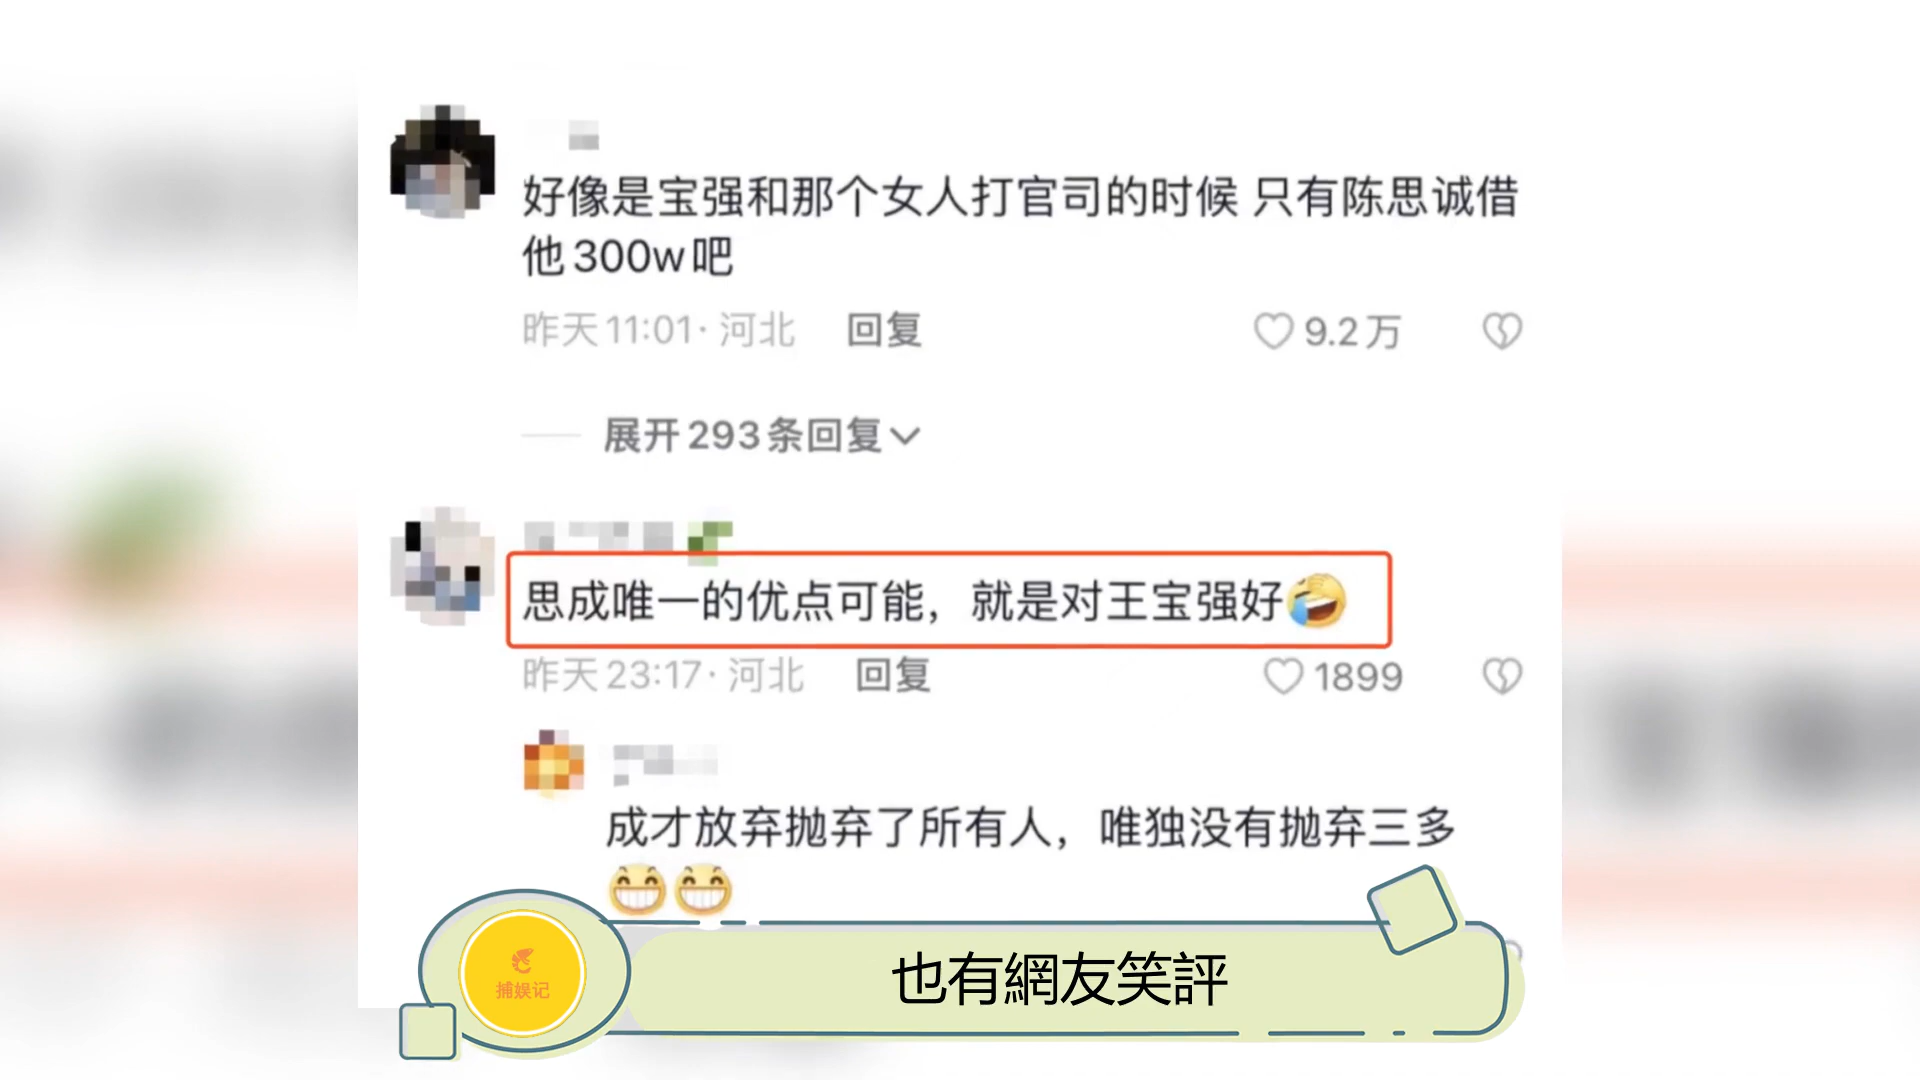 好像是宝强和那个女人打官司的时候 只有陈思诚借
他300w吧
昨天11:01·河北 回复 9.2万
展开293条回复
思成唯一的优点可能，就是对王宝强好
昨天23:17·河北 回复 1899
成才放弃抛弃了所有人，唯独没有抛弃三多
捕娱记
也有網友笑評